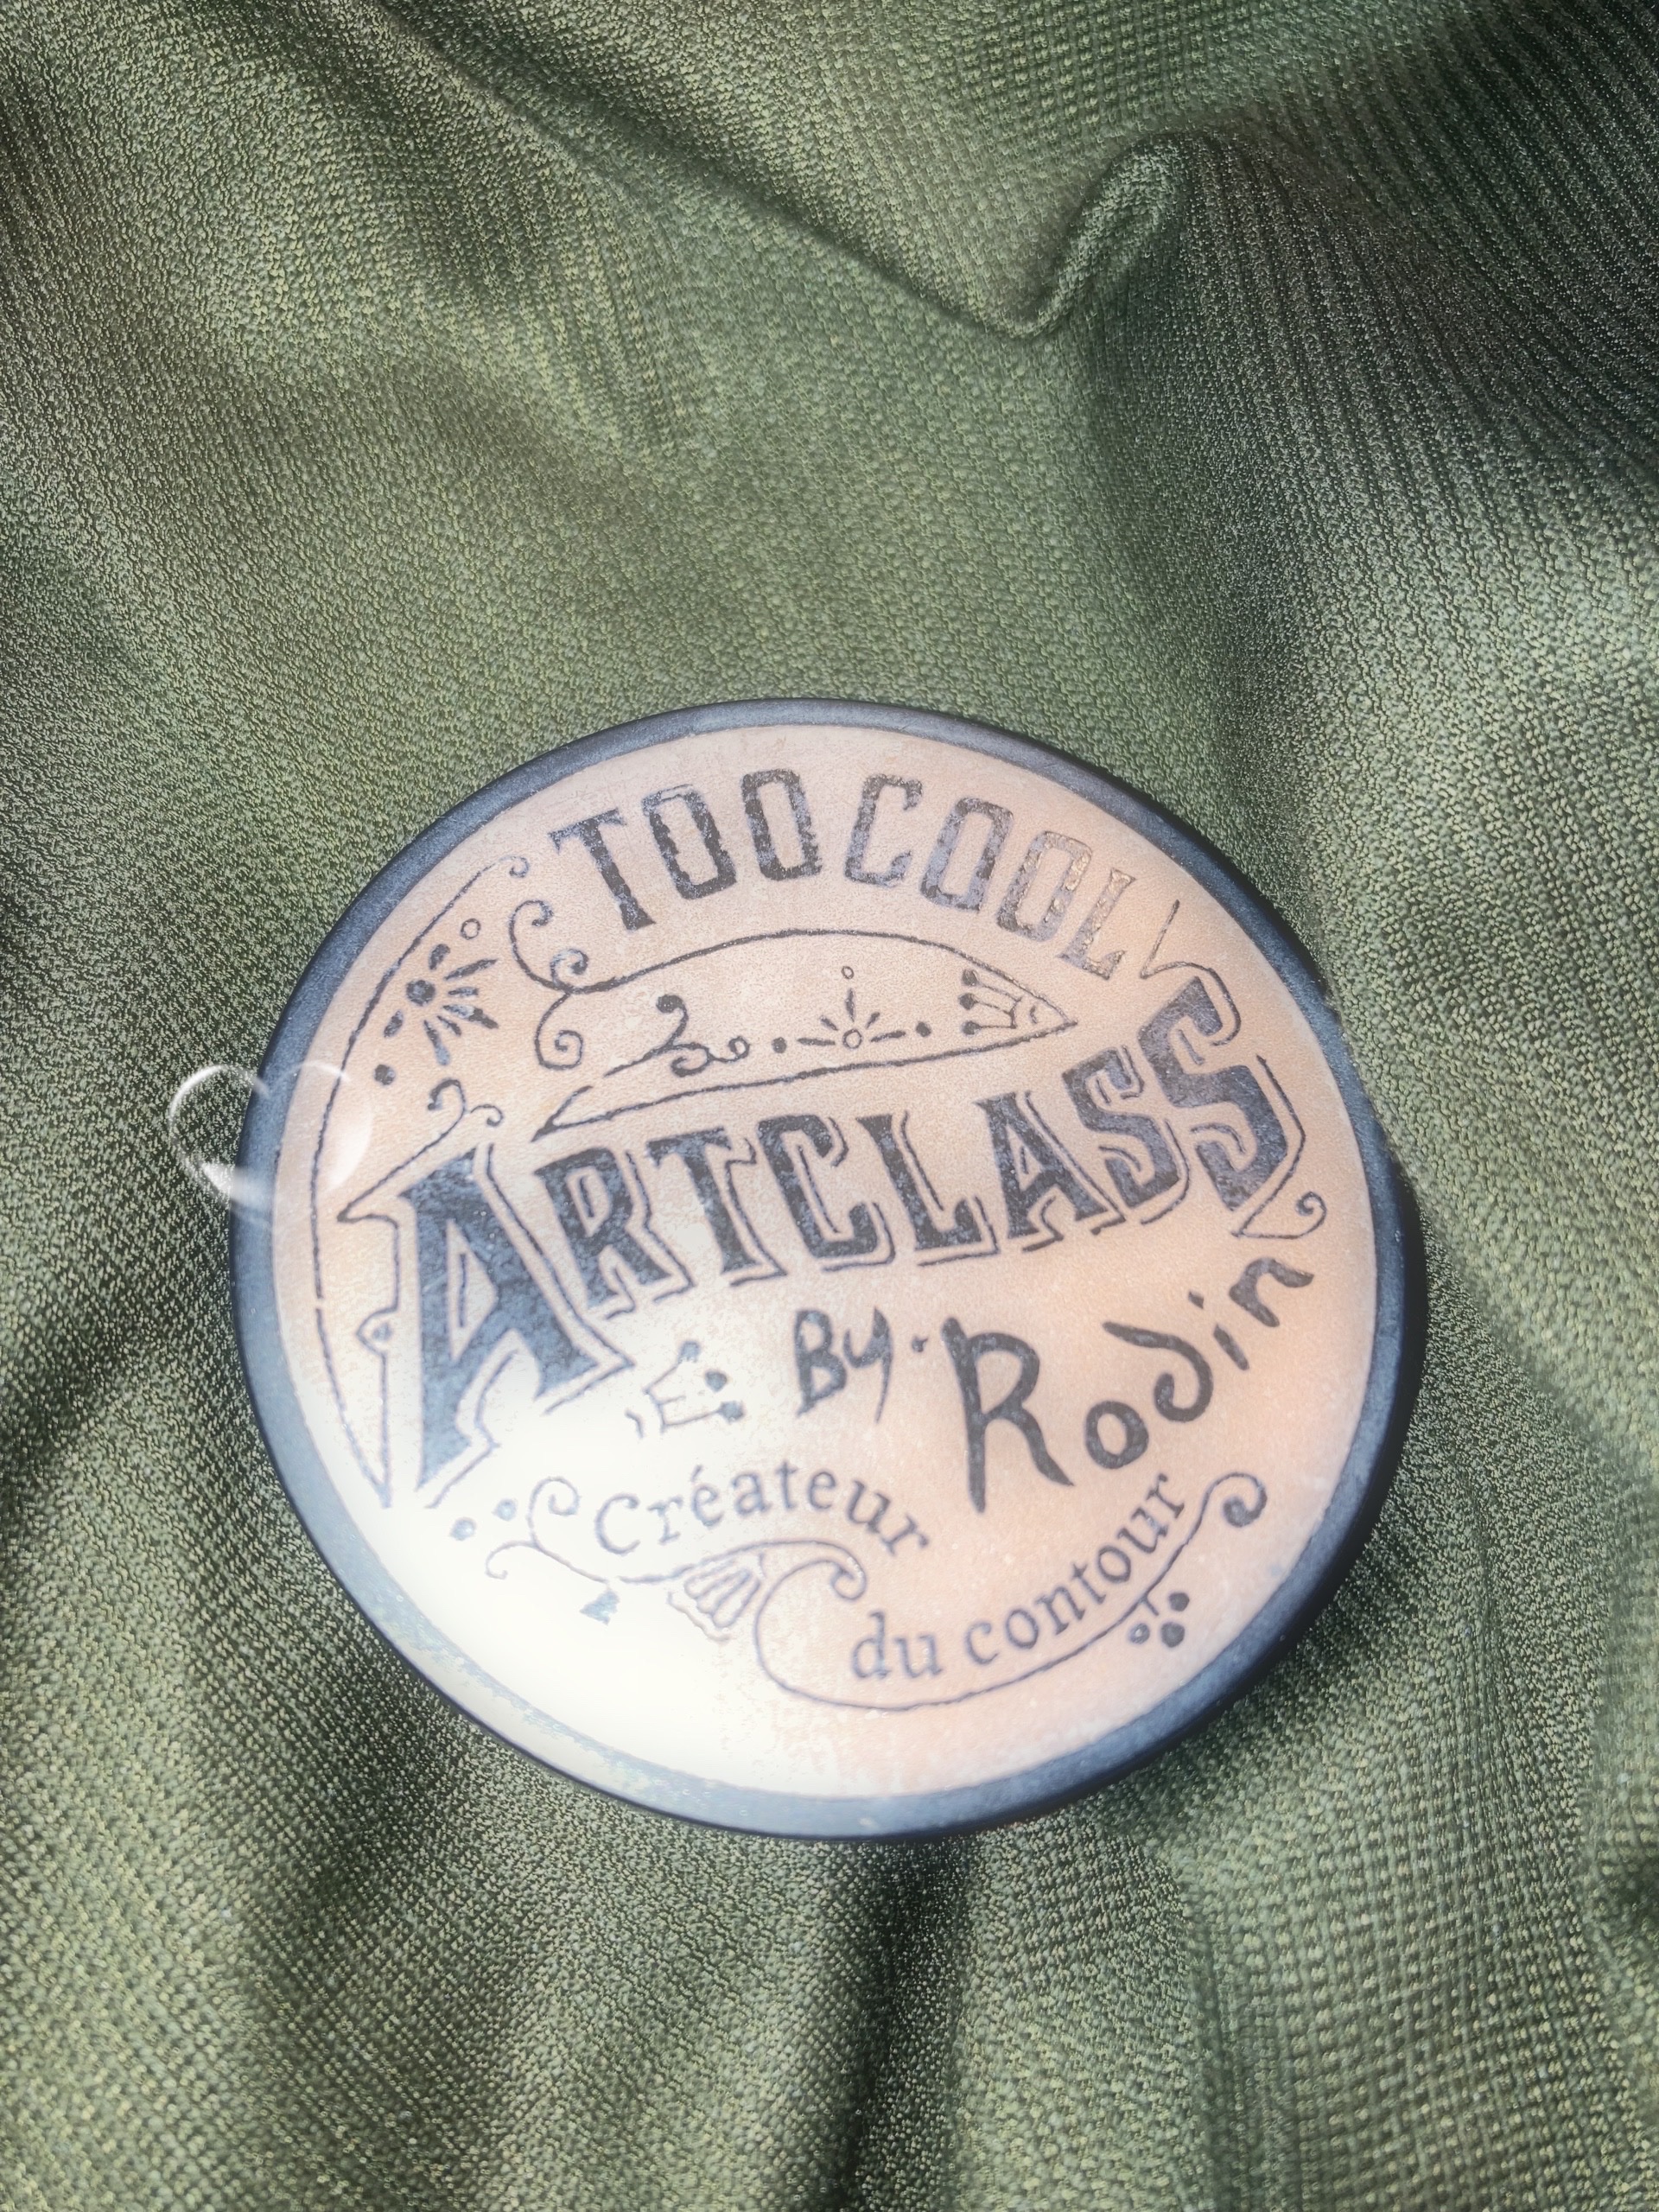 TOO COOL
ARTCLASS
By. Rodin
Créateur
du contour